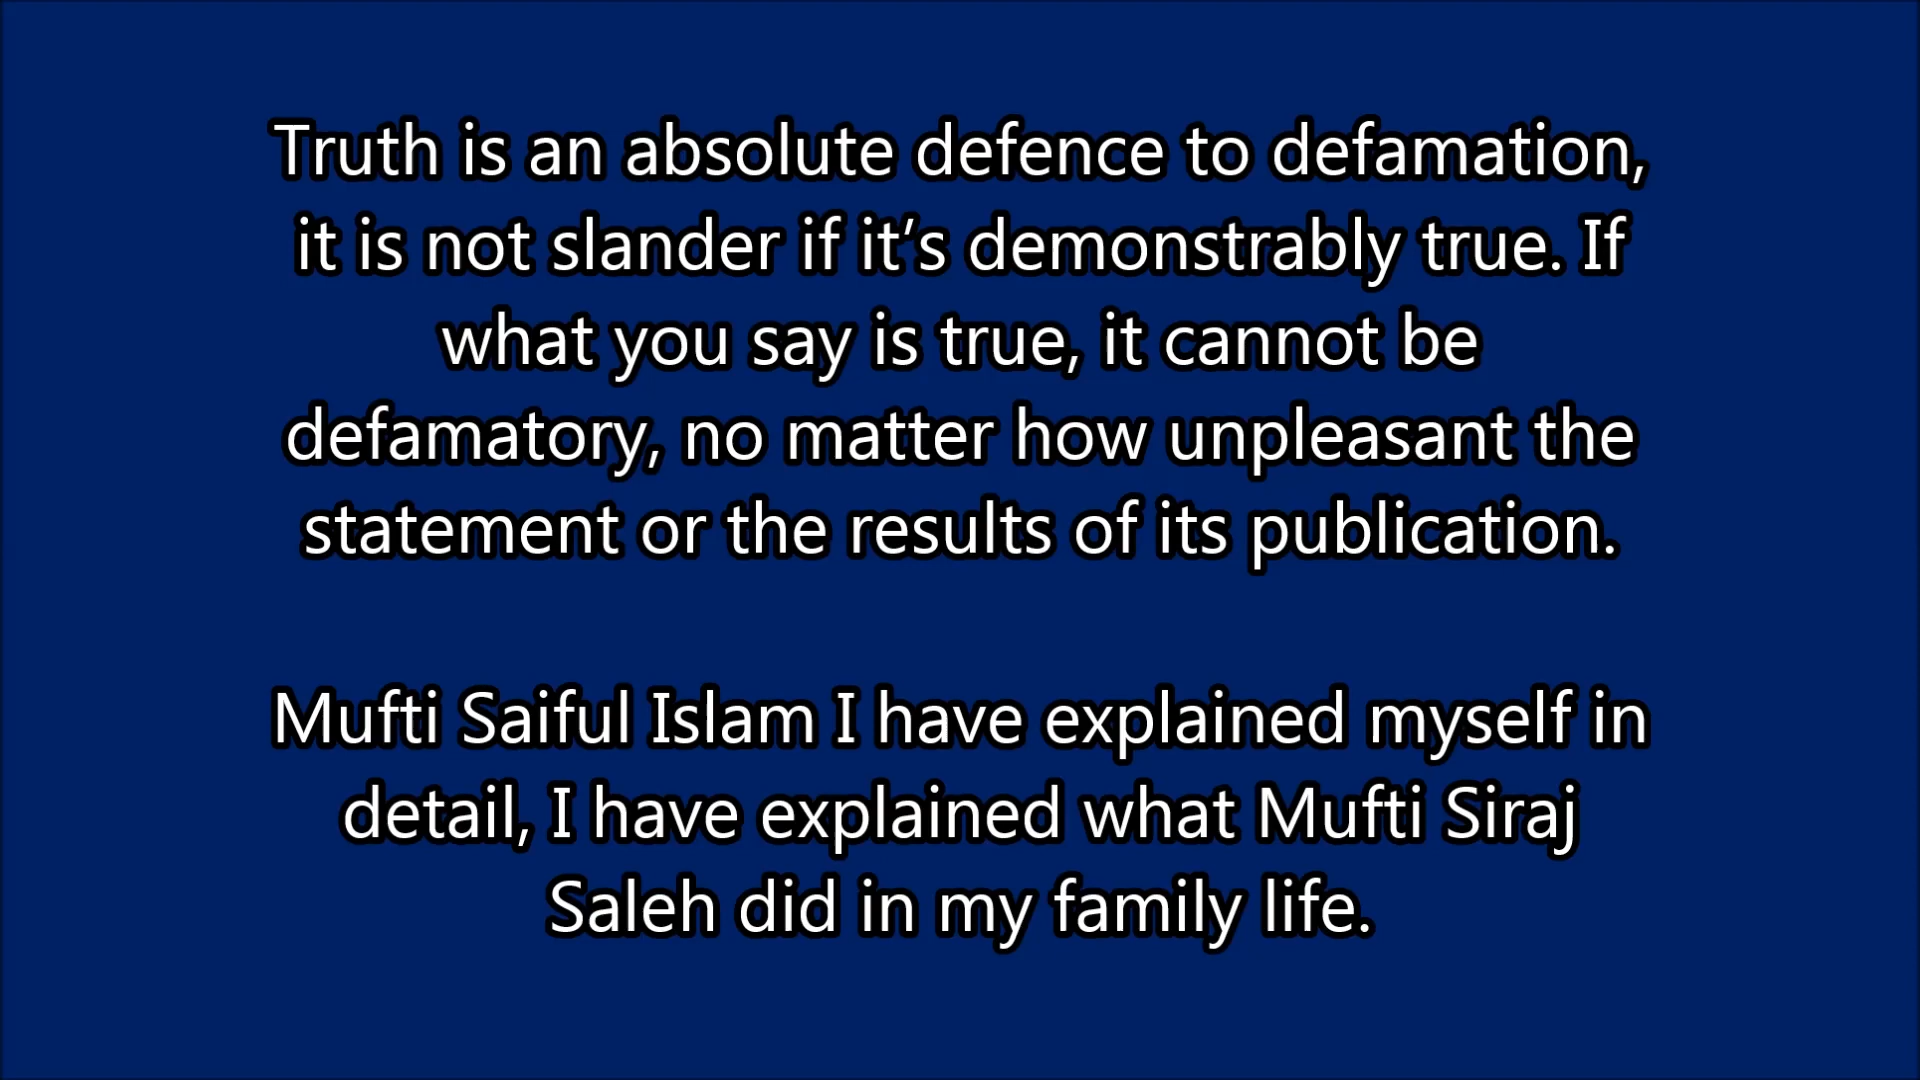 Truth is an absolute defence to defamation,
it is not slander if it’s demonstrably true. If
what you say is true, it cannot be
defamatory, no matter how unpleasant the
statement or the results of its publication.
Mufti Saiful Islam I have explained myself in
detail, I have explained what Mufti Siraj
Saleh did in my family life.